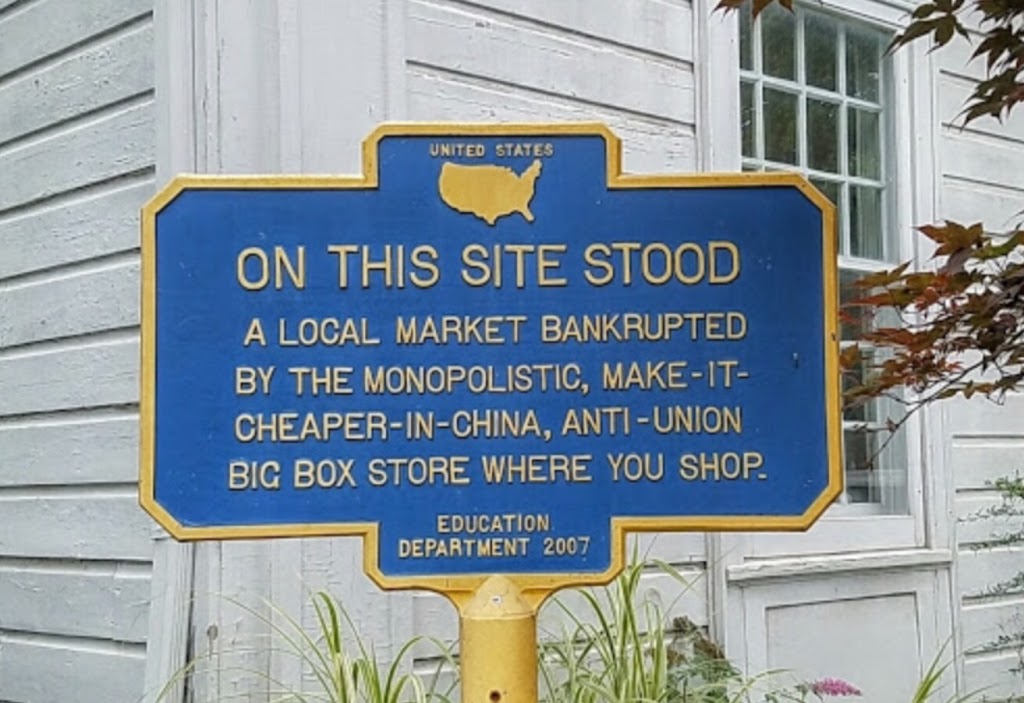 UNITED STATES
ON THIS SITE STOOD
A LOCAL MARKET BANKRUPTED
BY THE MONOPOLISTIC, MAKE-IT-
CHEAPER-IN-CHINA, ANTI-UNION
BIG BOX STORE WHERE YOU SHOP.
EDUCATION
DEPARTMENT 2007